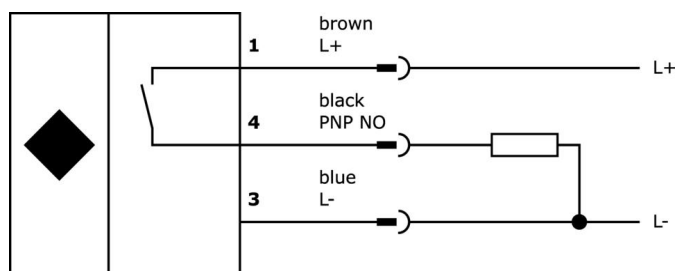 brown
1 L+
L+
black
4 PNP NO
blue
3 L-
L-